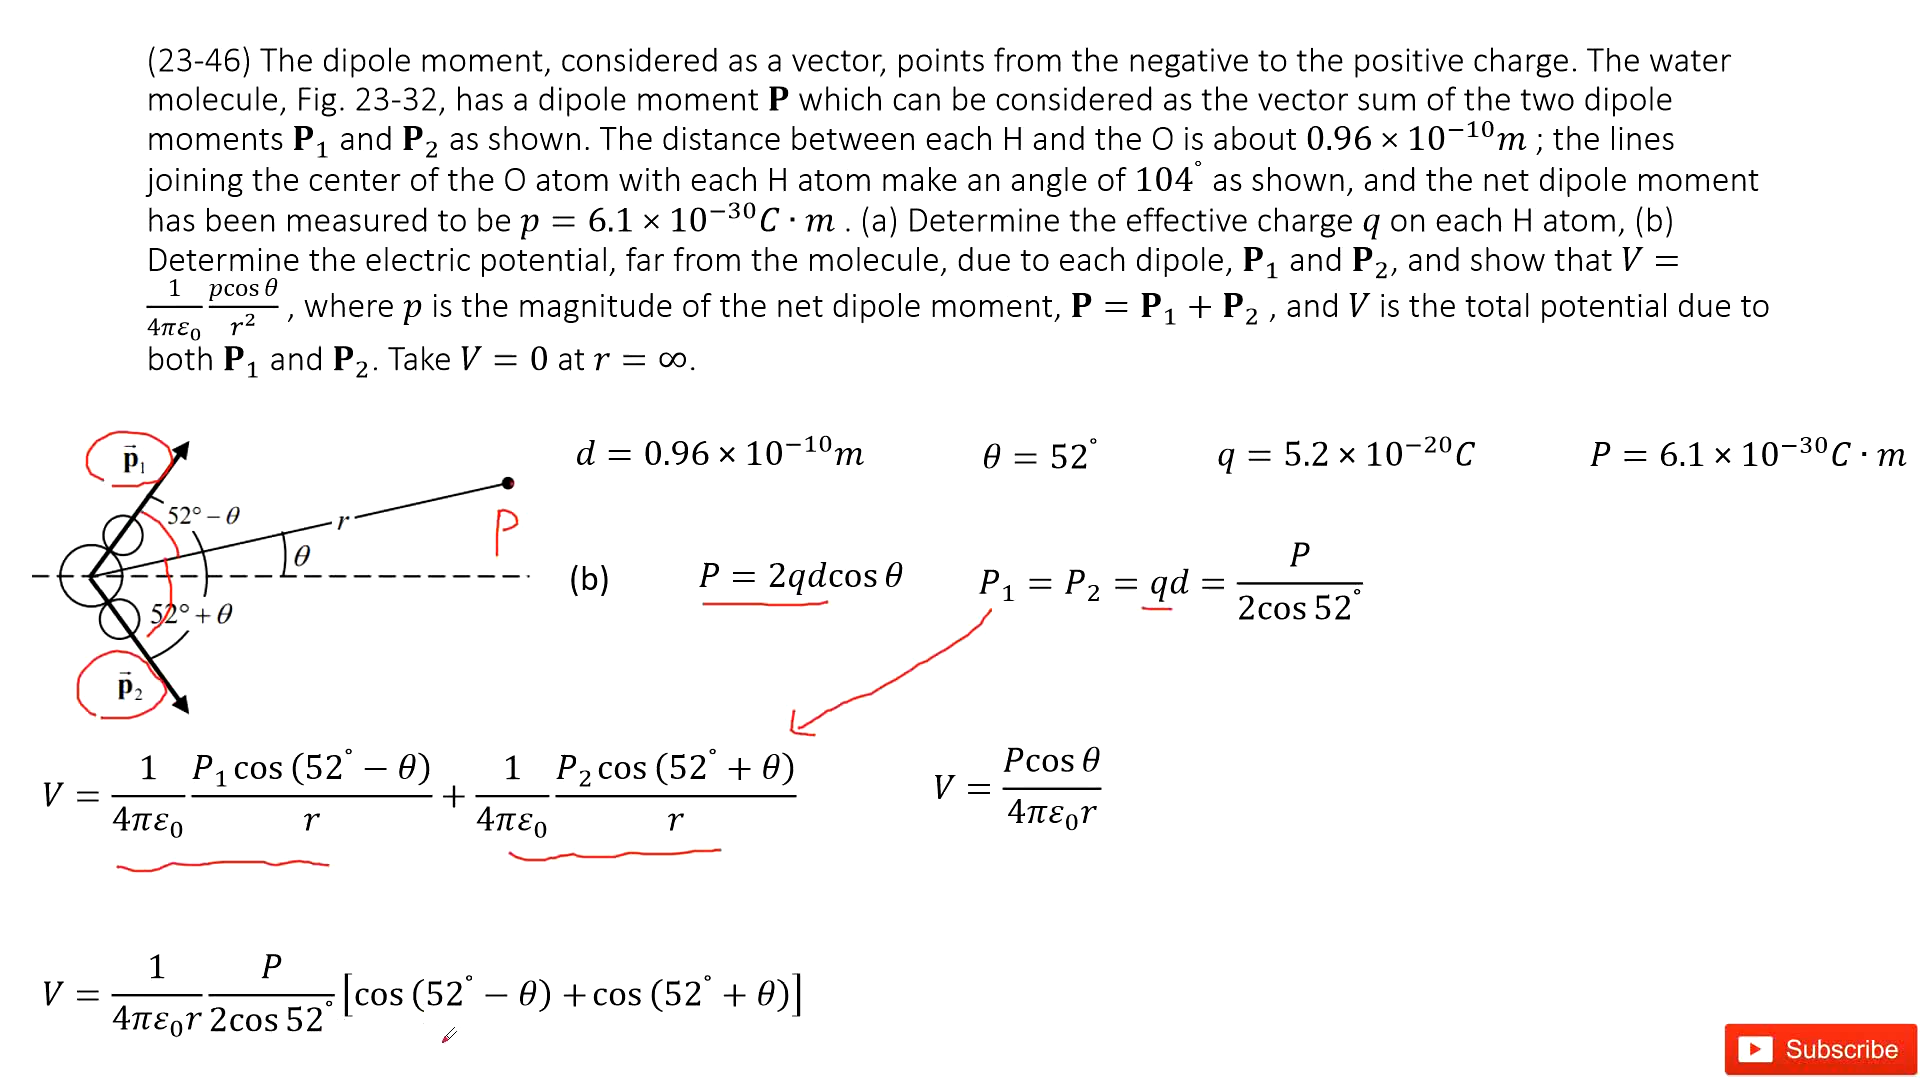 (23-46) The dipole moment, considered as a vector, points from the negative to the positive charge. The water
molecule, Fig. 23-32, has a dipole moment P which can be considered as the vector sum of the two dipole
moments P₁ and P₂ as shown. The distance between each H and the O is about 0.96 × 10⁻¹⁰m ; the lines
joining the center of the O atom with each H atom make an angle of 104° as shown, and the net dipole moment
has been measured to be p = 6.1 × 10⁻³⁰C · m . (a) Determine the effective charge q on each H atom, (b)
Determine the electric potential, far from the molecule, due to each dipole, P₁ and P₂, and show that V =
1/4πε₀ pcos θ/r² , where p is the magnitude of the net dipole moment, P = P₁ + P₂ , and V is the total potential due to
both P₁ and P₂. Take V = 0 at r = ∞.
d = 0.96 × 10⁻¹⁰m θ = 52° q = 5.2 × 10⁻²⁰C P = 6.1 × 10⁻³⁰C · m
p⃗₁
52° − θ
r
P
θ
52° + θ
p⃗₂
(b) P = 2qdcos θ P₁ = P₂ = qd = P/2cos 52°
V = 1/4πε₀ P₁cos (52° − θ)/r + 1/4πε₀ P₂cos (52° + θ)/r V = Pcos θ/4πε₀r
V = 1/4πε₀r P/2cos 52° [cos (52° − θ) + cos (52° + θ)]
Subscribe